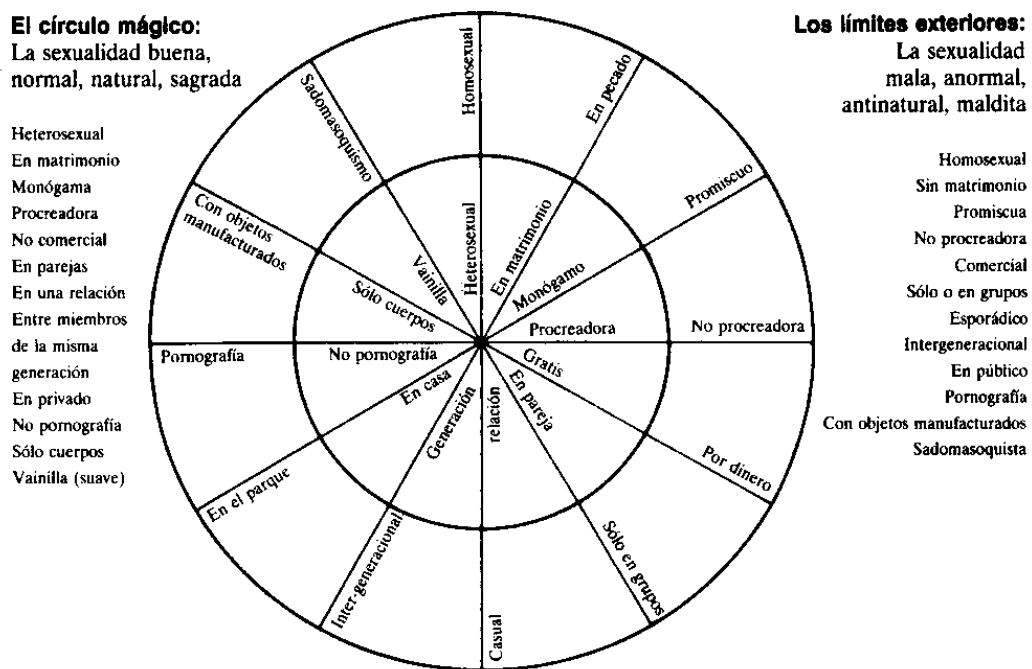 El círculo mágico:
La sexualidad buena,
normal, natural, sagrada
Heterosexual
En matrimonio
Monógama
Procreadora
No comercial
En parejas
En una relación
Entre miembros
de la misma
generación
En privado
No pornografía
Sólo cuerpos
Vainilla (suave)
Los límites exteriores:
La sexualidad
mala, anormal,
antinatural, maldita
Homosexual
Sin matrimonio
Promiscua
No procreadora
Comercial
Sólo o en grupos
Esporádico
Intergeneracional
En público
Pornografía
Con objetos manufacturados
Sadomasoquista
Homosexual
En pecado
Promiscuo
No procreadora
Por dinero
Sólo en grupos
Casual
Inter-generacional
En el parque
Pornografía
Con objetos
manufacturados
Sadomasoquismo
Heterosexual
En matrimonio
Monógamo
Procreadora
Gratis
En pareja
relación
Generación
En casa
No pornografía
Sólo cuerpos
Vainilla